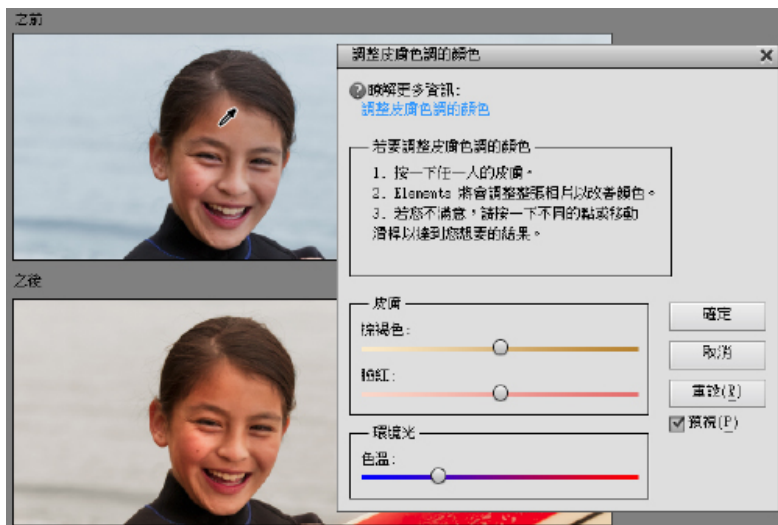 之前
調整皮膚色調的顏色
瞭解更多資訊:
調整皮膚色調的顏色
若要調整皮膚色調的顏色
1. 按一下任一人的皮膚。
2. Elements 將會調整整張相片以改善顏色。
3. 若您不滿意，請按一下不同的點或移動
滑桿以達到您想要的結果。
之後
皮膚
棕褐色:
臉紅:
環境光
色溫:
確定
取消
重設(R)
預視(P)